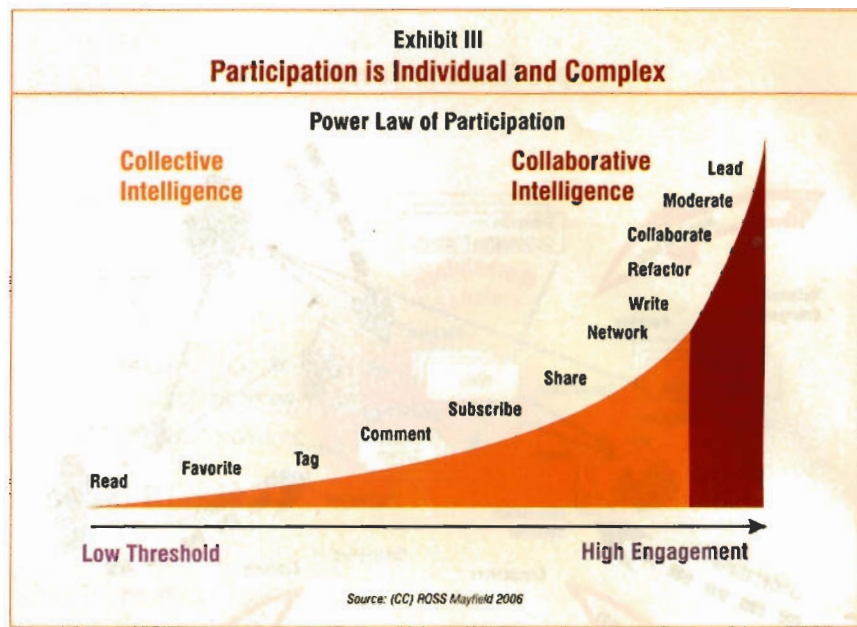 Exhibit III
Participation is Individual and Complex
Power Law of Participation
Collective
Intelligence
Collaborative
Intelligence
Lead
Moderate
Collaborate
Refactor
Write
Network
Share
Subscribe
Comment
Tag
Favorite
Read
Low Threshold
High Engagement
Source: (CC) ROSS Mayfield 2006